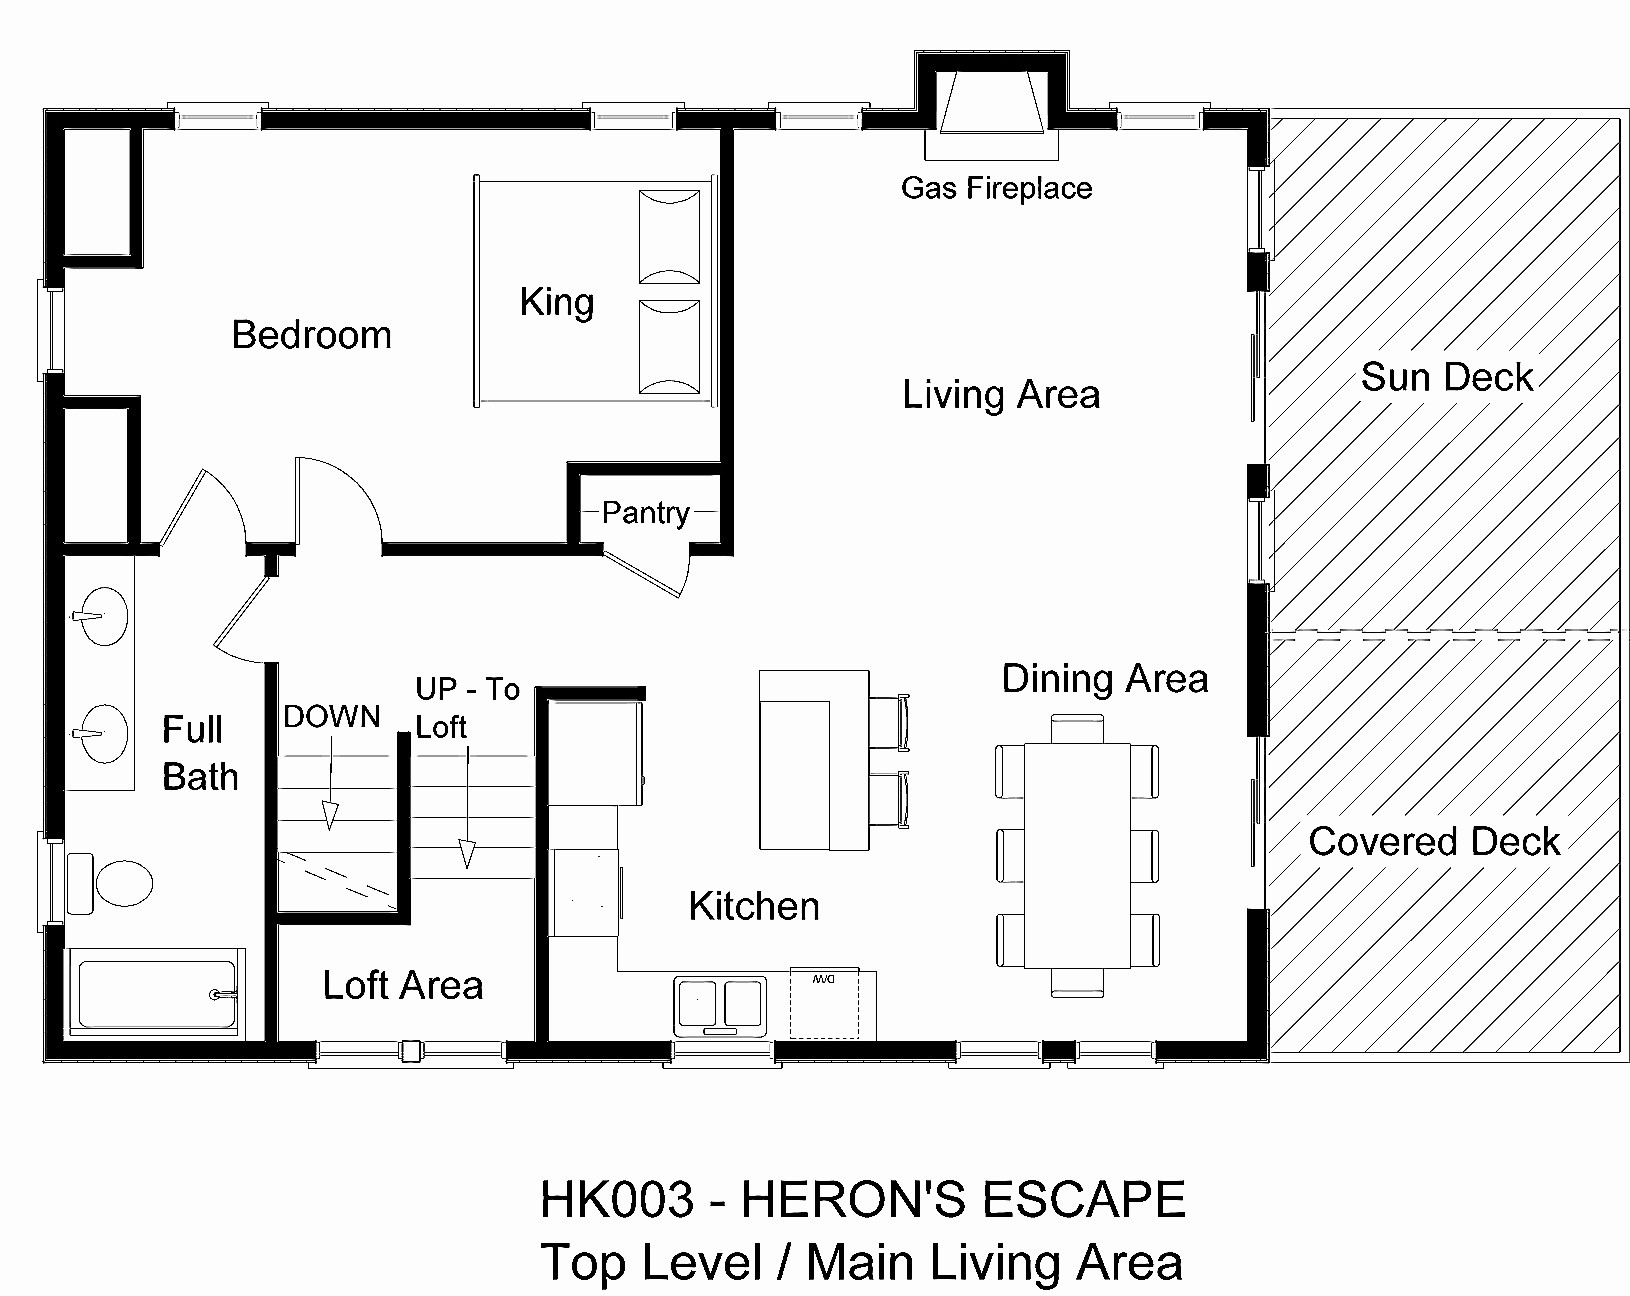 Gas Fireplace
King
Bedroom
Living Area
Sun Deck
Pantry
Dining Area
UP - To
Loft
DOWN
Full
Bath
Covered Deck
Kitchen
Loft Area
D/W
HK003 - HERON'S ESCAPE
Top Level / Main Living Area